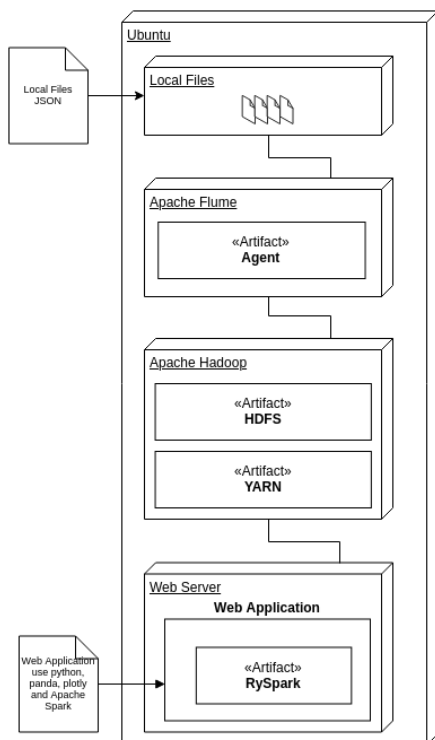 Ubuntu
Local Files
Local Files
JSON
Apache Flume
«Artifact»
Agent
Apache Hadoop
«Artifact»
HDFS
«Artifact»
YARN
Web Server
Web Application
Web Application
use python,
panda, plotly
and Apache
Spark
«Artifact»
RySpark